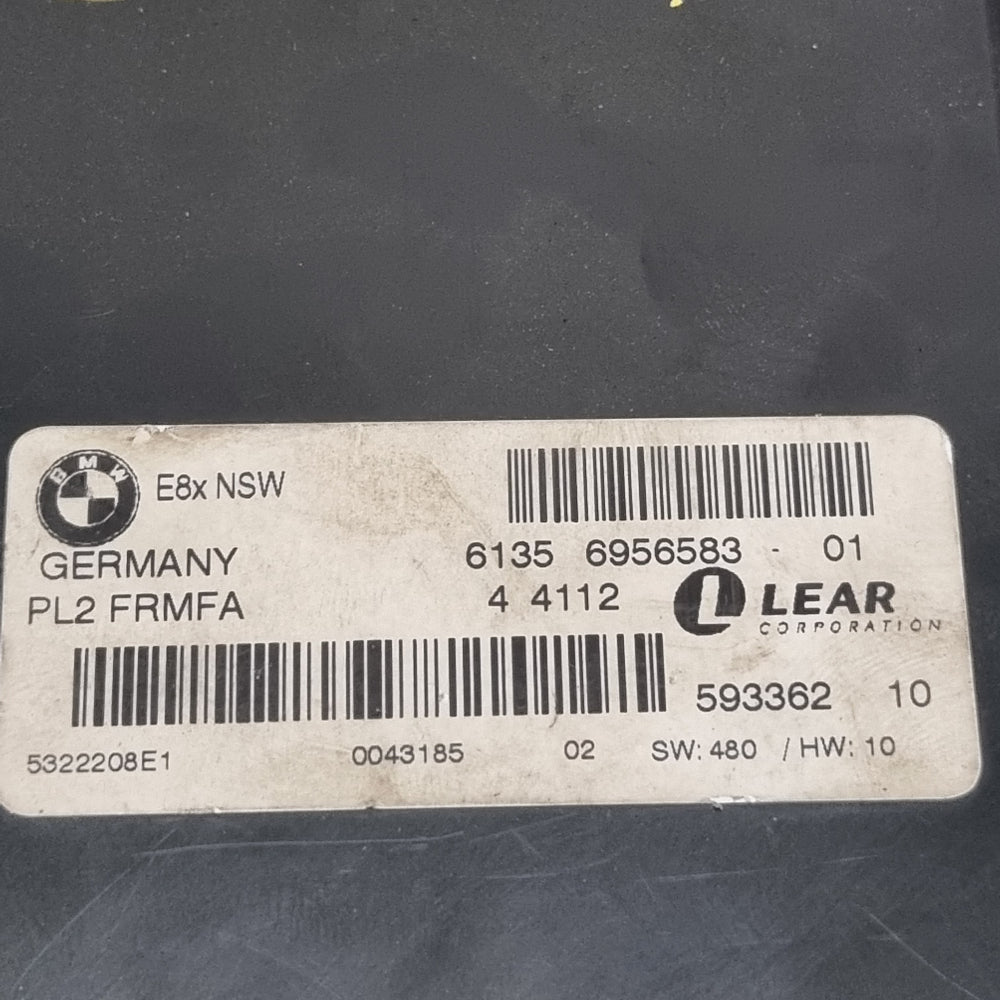 BMW
E8x NSW
GERMANY
6135 6956583 - 01
PL2 FRMFA
4 4112
LEAR
CORPORATION
593362 10
5322208E1 0043185 02 SW: 480 / HW: 10